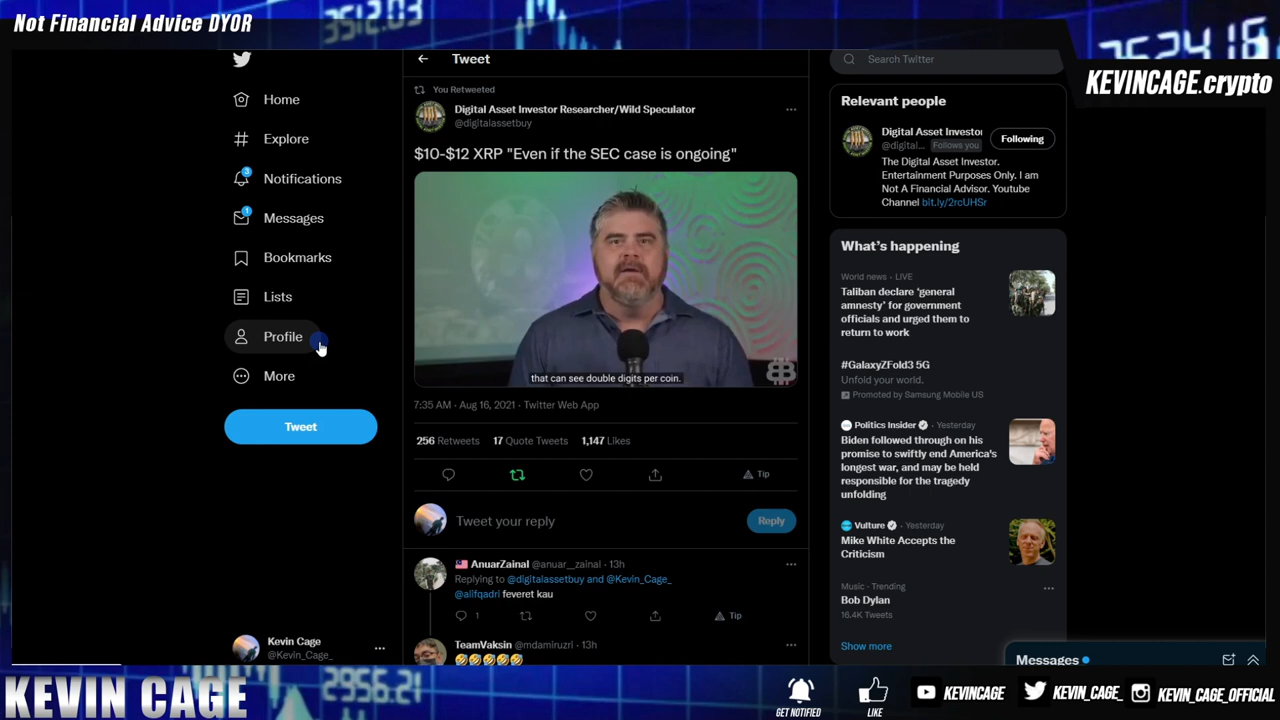 Not Financial Advice DYOR
3512.03
3524.16
KEVINCAGE.crypto
Home
Explore
3
Notifications
1
Messages
Bookmarks
Lists
Profile
More
Tweet
Kevin Cage
@Kevin_Cage_
Tweet
You Retweeted
Digital Asset Investor Researcher/Wild Speculator
@digitalassetbuy
$10-$12 XRP "Even if the SEC case is ongoing"
that can see double digits per coin.
7:35 AM · Aug 16, 2021 · Twitter Web App
256 Retweets 17 Quote Tweets 1,147 Likes
Tip
Tweet your reply
Reply
AnuarZainal @anuar__zainal · 13h
Replying to @digitalassetbuy and @Kevin_Cage_
@alifqadri feveret kau
1
Tip
TeamVaksin @mdamiruzri · 13h
Search Twitter
Relevant people
Digital Asset Investor
@digital... Follows you
Following
The Digital Asset Investor.
Entertainment Purposes Only. I am
Not A Financial Advisor. Youtube
Channel bit.ly/2rcUHSr
What's happening
World news · LIVE
Taliban declare 'general
amnesty' for government
officials and urged them to
return to work
#GalaxyZFold3 5G
Unfold your world.
Promoted by Samsung Mobile US
Politics Insider · Yesterday
Biden followed through on his
promise to swiftly end America's
longest war, and may be held
responsible for the tragedy
unfolding
Vulture · Yesterday
Mike White Accepts the
Criticism
Music · Trending
Bob Dylan
16.4K Tweets
Show more
Messages
KEVIN CAGE
2956.21
GET NOTIFIED
LIKE
KEVINCAGE
KEVIN_CAGE_
KEVIN_CAGE_OFFICIAL